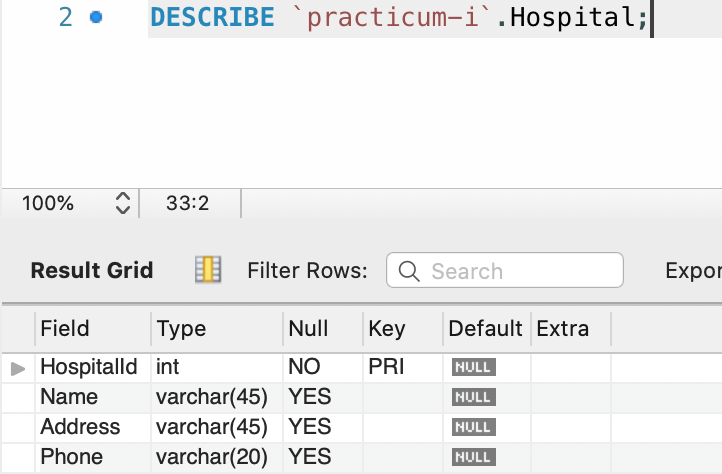 2 DESCRIBE `practicum-i`.Hospital;
100% 33:2
Result Grid Filter Rows: Search Expor
Field Type Null Key Default Extra
HospitalId int NO PRI NULL
Name varchar(45) YES NULL
Address varchar(45) YES NULL
Phone varchar(20) YES NULL